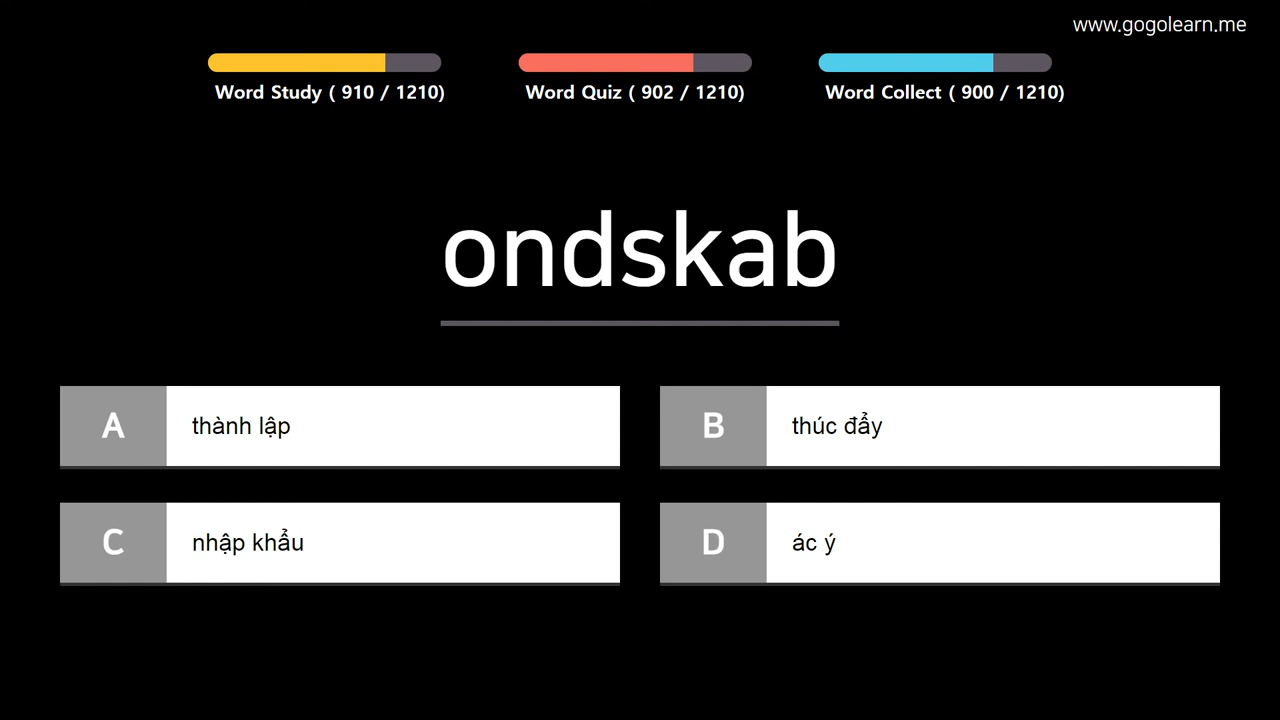 www.gogolearn.me
Word Study ( 910 / 1210)
Word Quiz ( 902 / 1210)
Word Collect ( 900 / 1210)
ondskab
A thành lập
B thúc đẩy
C nhập khẩu
D ác ý